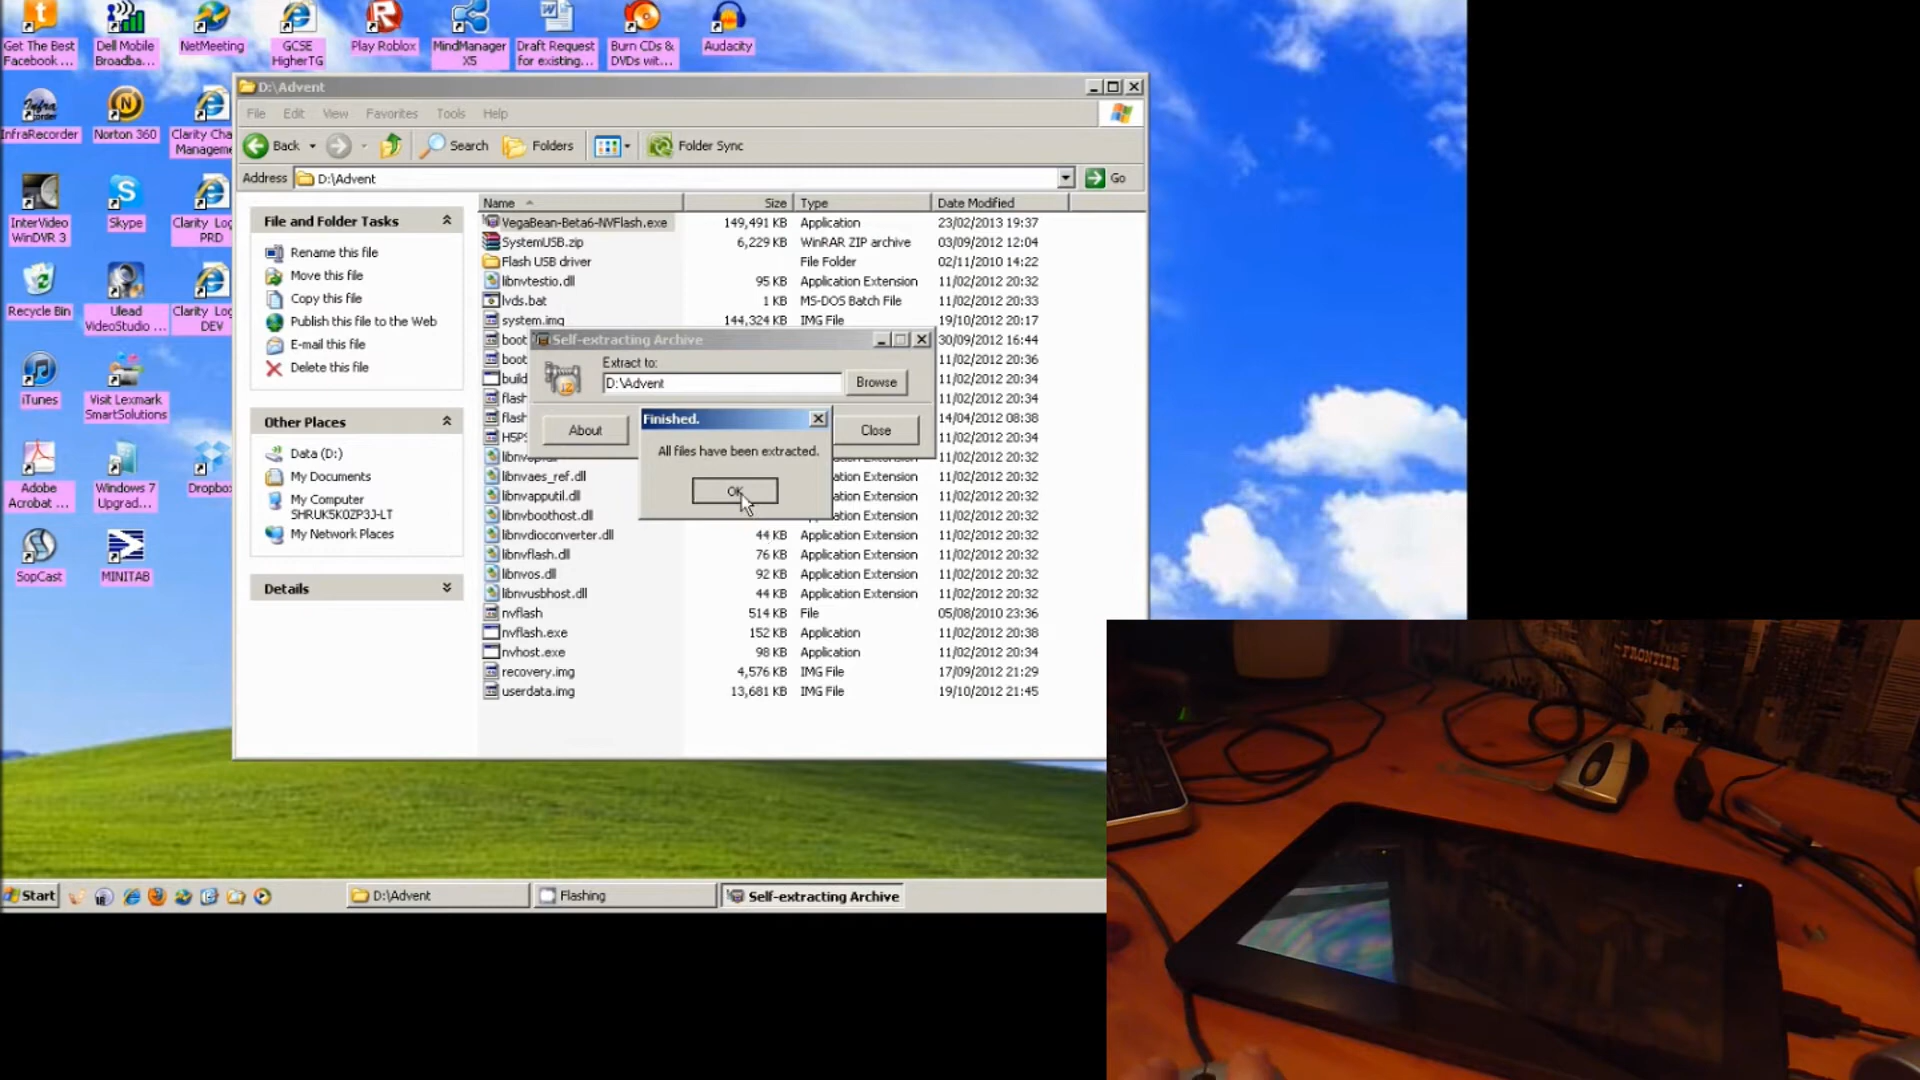 Get The Best
Facebook ...
Dell Mobile
Broadba...
NetMeeting
GCSE
HigherTG
Play Roblox
MindManager
X5
Draft Request
for existing...
Burn CDs &
DVDs wit...
Audacity
InfraRecorder
Norton 360
Clarity Cha
Manageme
InterVideo
WinDVR 3
Skype
Clarity Log
PRD
Recycle Bin
Ulead
VideoStudio ...
Clarity Log
DEV
iTunes
Visit Lexmark
SmartSolutions
Adobe
Acrobat ...
Windows 7
Upgrad...
Dropbox
SopCast
MINITAB
D:\Advent
File Edit View Favorites Tools Help
Back Search Folders Folder Sync
Address D:\Advent Go
File and Folder Tasks
Rename this file
Move this file
Copy this file
Publish this file to the Web
E-mail this file
Delete this file
Other Places
Data (D:)
My Documents
My Computer
SHRUK5K0ZP3J-LT
My Network Places
Details
Name Size Type Date Modified
VegaBean-Beta6-NVFlash.exe 149,491 KB Application 23/02/2013 19:37
SystemUSB.zip 6,229 KB WinRAR ZIP archive 03/09/2012 12:04
Flash USB driver File Folder 02/11/2010 14:22
libnvtestio.dll 95 KB Application Extension 11/02/2012 20:32
lvds.bat 1 KB MS-DOS Batch File 11/02/2012 20:33
system.img 144,324 KB IMG File 19/10/2012 20:17
boot 30/09/2012 16:44
boot 11/02/2012 20:36
build 11/02/2012 20:34
flash 11/02/2012 20:34
flash 14/04/2012 08:38
H5PS 11/02/2012 20:34
11/02/2012 20:32
libnvaes_ref.dll pplication Extension 11/02/2012 20:32
libnvapputil.dll pplication Extension 11/02/2012 20:32
libnvboothost.dll pplication Extension 11/02/2012 20:32
libnvdioconverter.dll 44 KB Application Extension 11/02/2012 20:32
libnvflash.dll 76 KB Application Extension 11/02/2012 20:32
libnvos.dll 92 KB Application Extension 11/02/2012 20:32
libnvusbhost.dll 44 KB Application Extension 11/02/2012 20:32
nvflash 514 KB File 05/08/2010 23:36
nvflash.exe 152 KB Application 11/02/2012 20:38
nvhost.exe 98 KB Application 11/02/2012 20:34
recovery.img 4,576 KB IMG File 17/09/2012 21:29
userdata.img 13,681 KB IMG File 19/10/2012 21:45
Self-extracting Archive
Extract to:
D:\Advent Browse
About Close
Finished.
All files have been extracted.
OK
Start D:\Advent Flashing Self-extracting Archive
FRONTIER